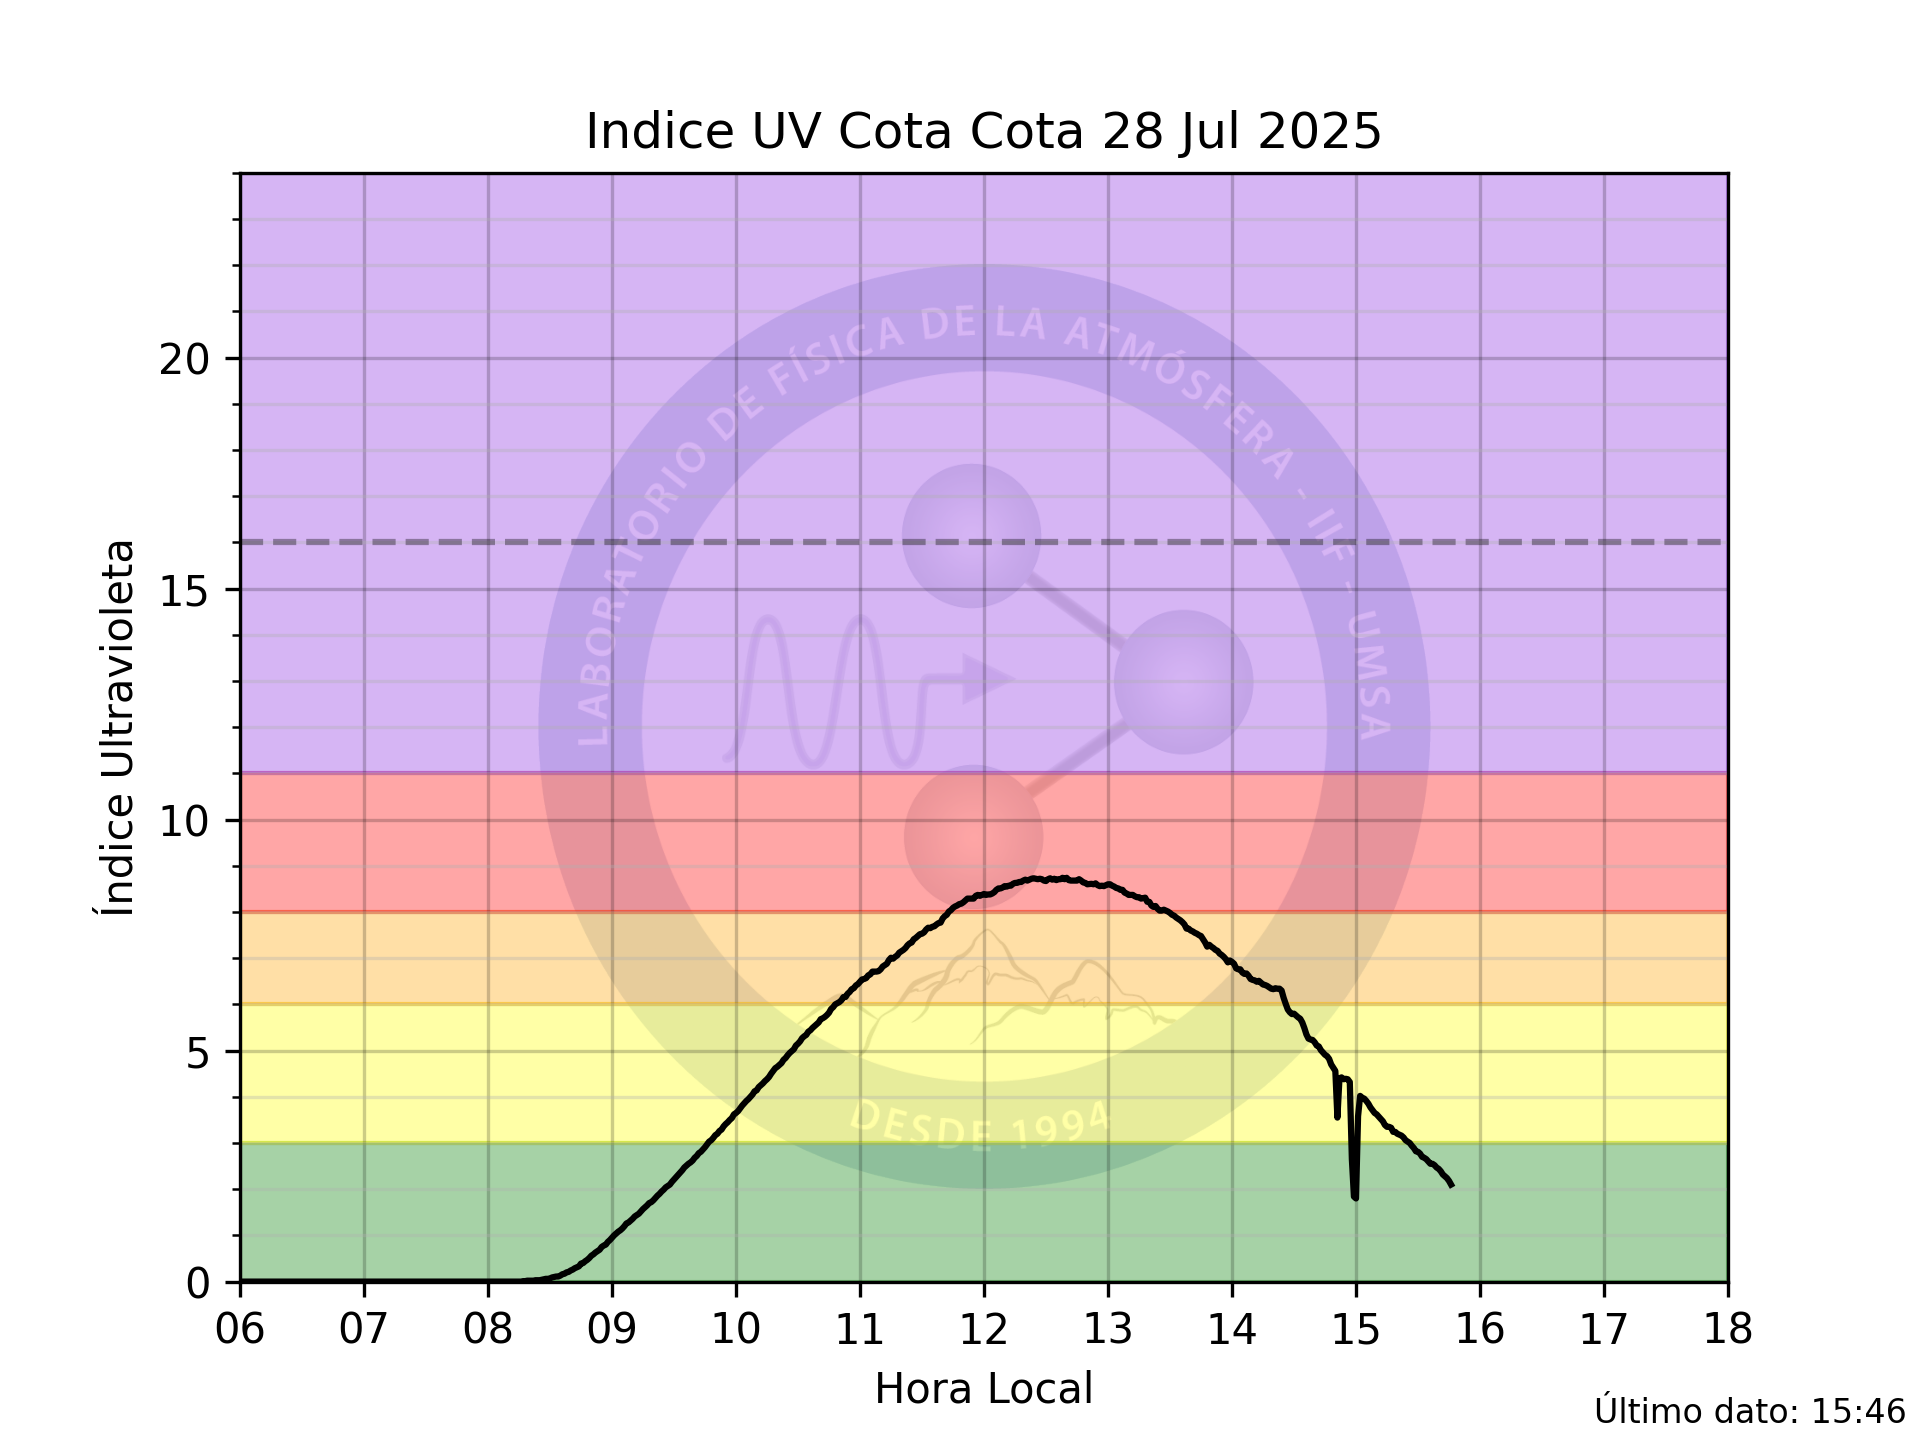 Indice UV Cota Cota 28 Jul 2025
Índice Ultravioleta
20
15
10
5
0
LABORATORIO DE FÍSICA DE LA ATMÓSFERA - IIF - UMSA
DESDE 1994
06 07 08 09 10 11 12 13 14 15 16 17 18
Hora Local
Último dato: 15:46